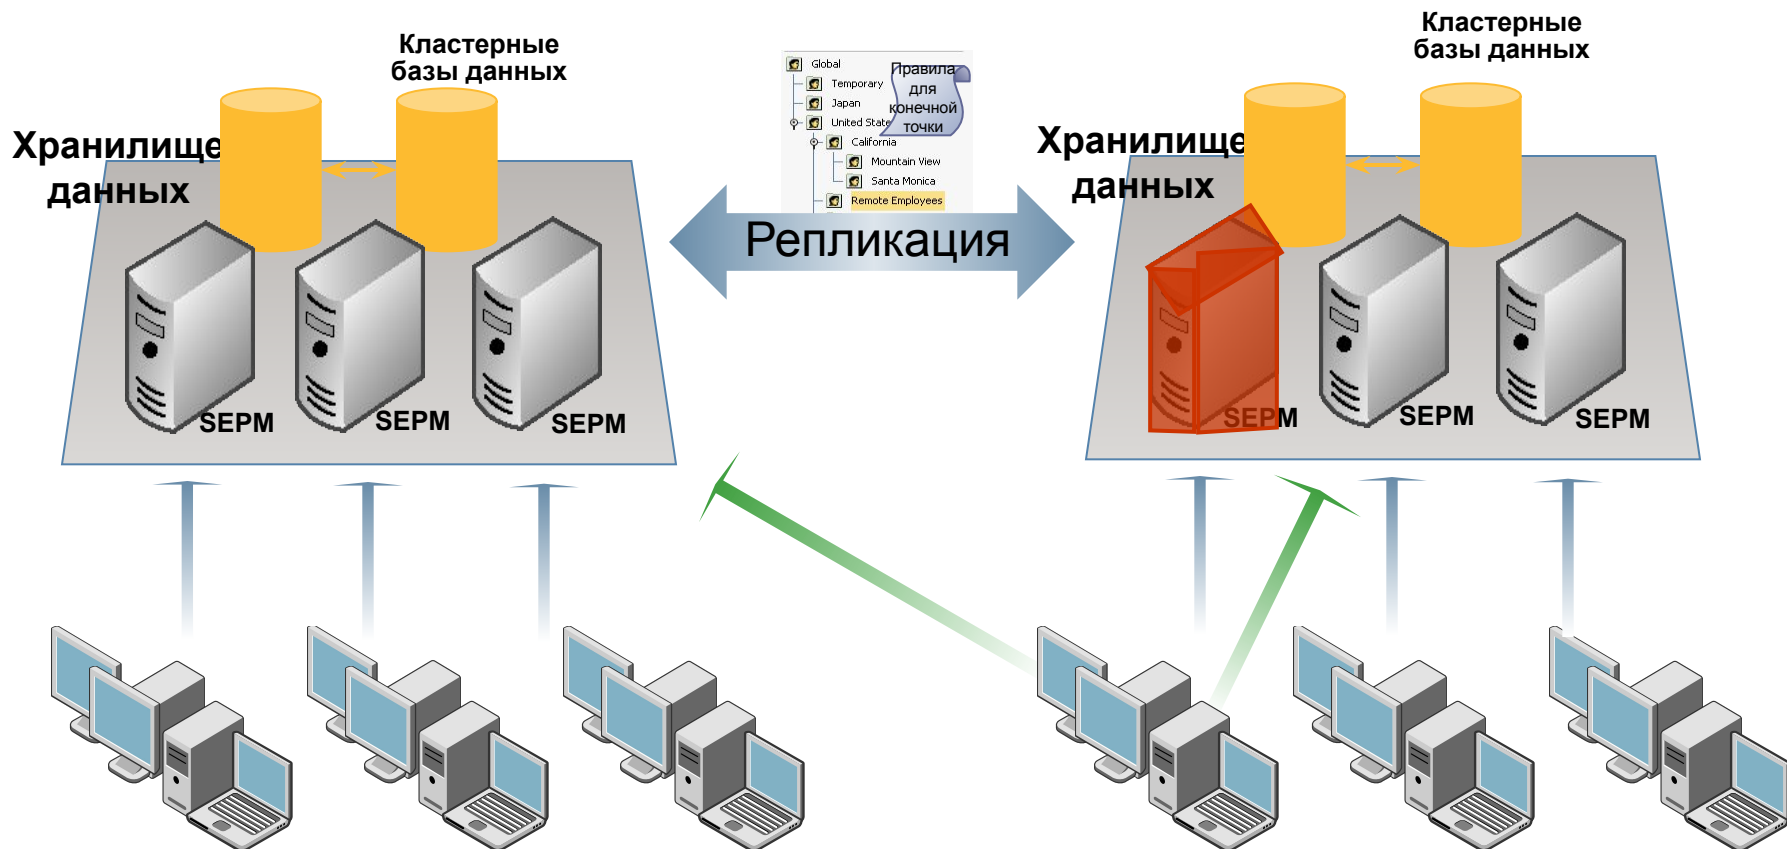 Кластерные
базы данных
Хранилище
данных
SEPM
SEPM
SEPM
Global
Temporary
Japan
United State
California
Mountain View
Santa Monica
Remote Employees
Правила
для
конечной
точки
Репликация
Кластерные
базы данных
Хранилище
данных
SEPM
SEPM
SEPM